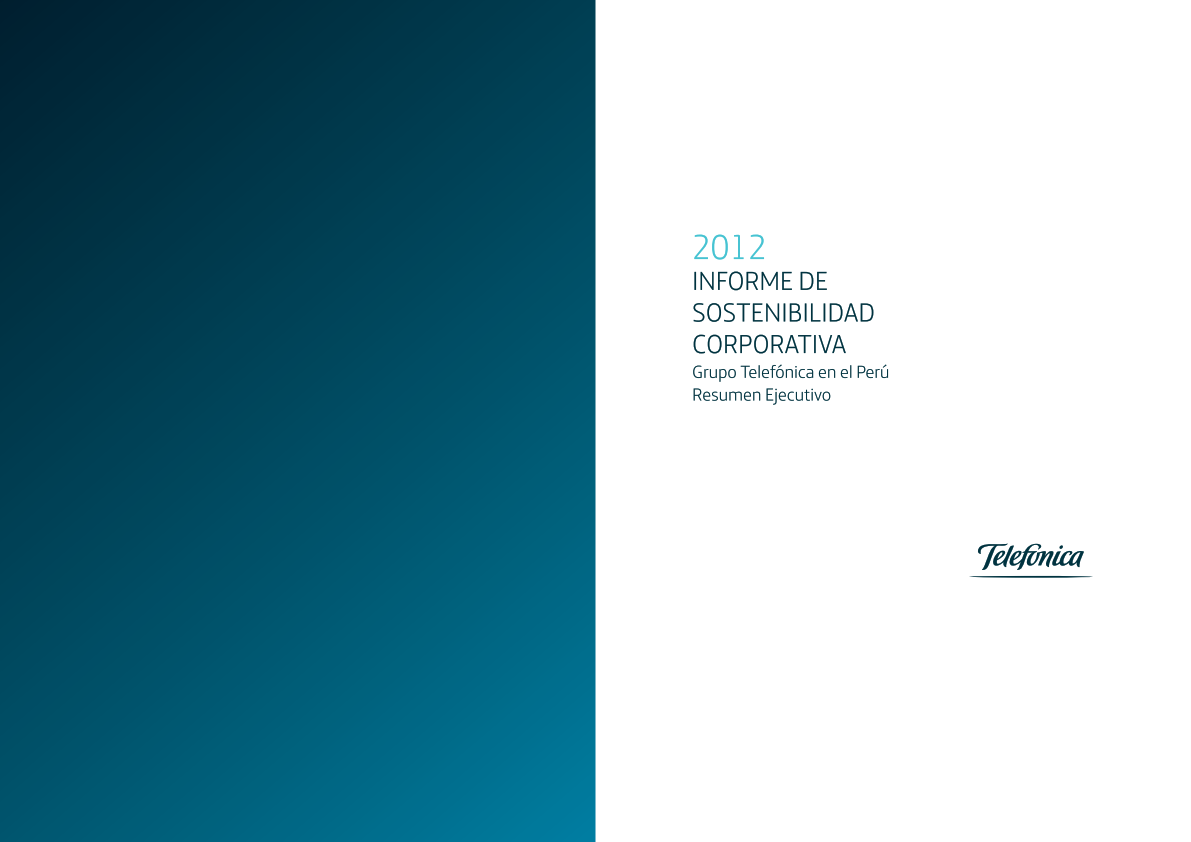 2012
INFORME DE
SOSTENIBILIDAD
CORPORATIVA
Grupo Telefónica en el Perú
Resumen Ejecutivo
Telefónica